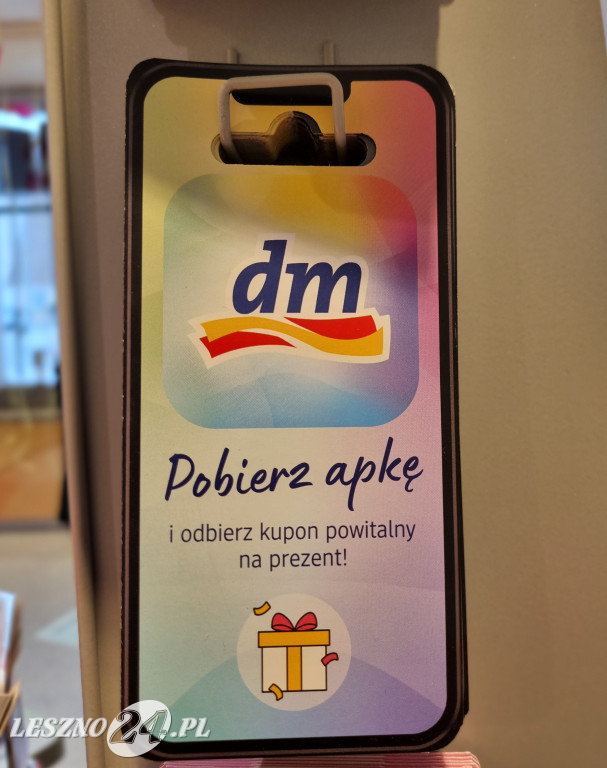 dm
Pobierz apkę
i odbierz kupon powitalny
na prezent!
LESZNO24.PL